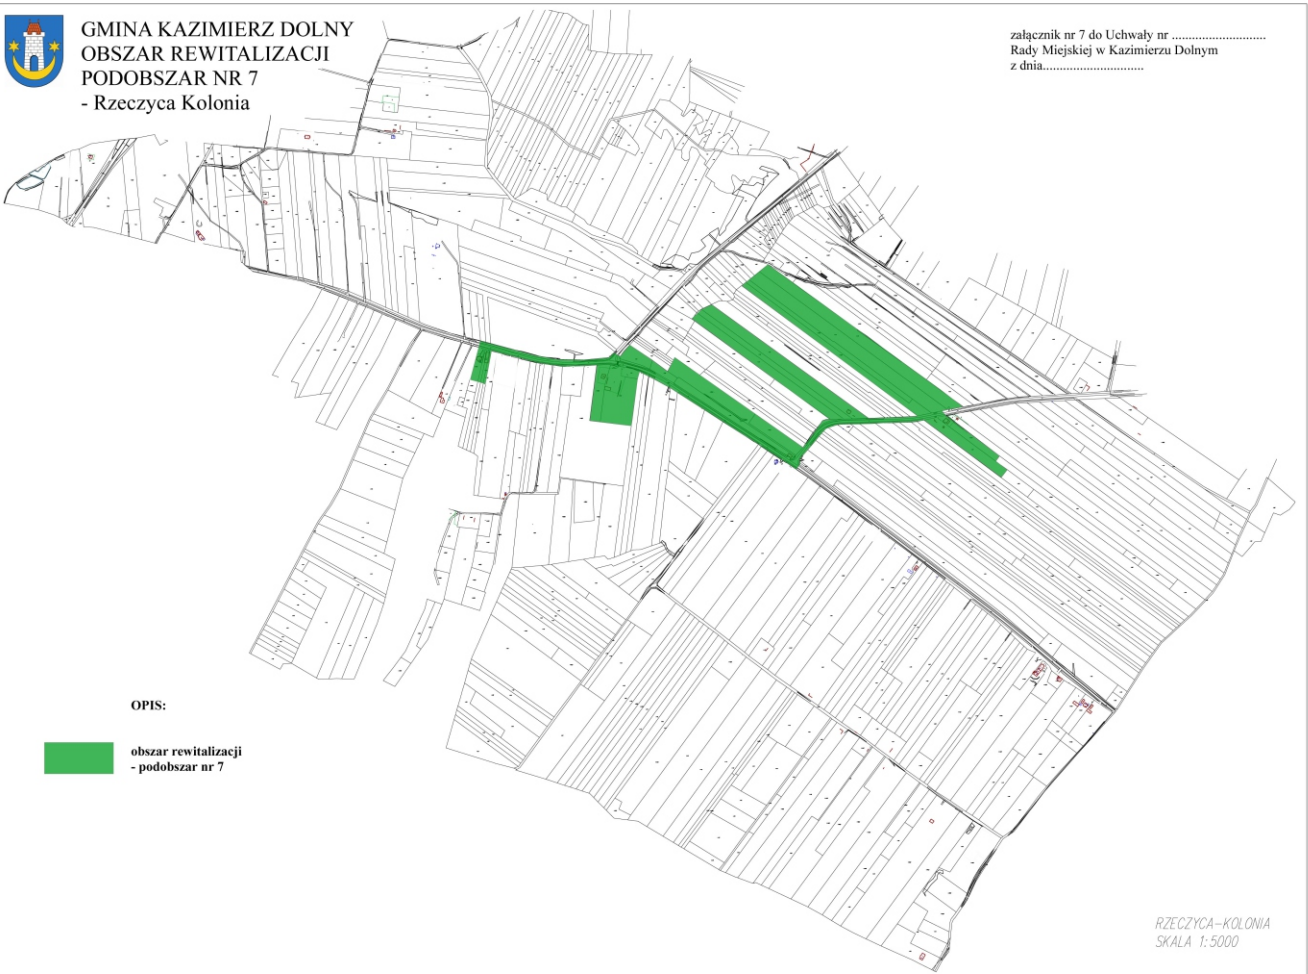 GMINA KAZIMIERZ DOLNY
OBSZAR REWITALIZACJI
PODOBSZAR NR 7
- Rzeczyca Kolonia
załącznik nr 7 do Uchwały nr ............................
Rady Miejskiej w Kazimierzu Dolnym
z dnia..............................
OPIS:
obszar rewitalizacji
- podobszar nr 7
RZECZYCA-KOLONIA
SKALA 1:5000